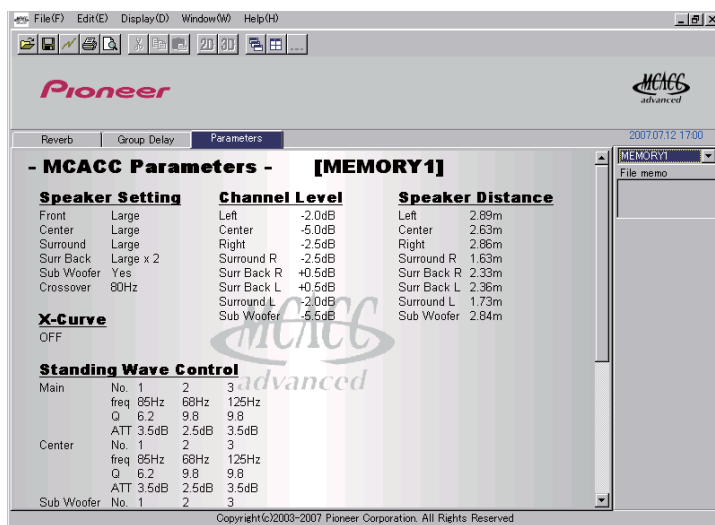 MCACC File(F) Edit(E) Display(D) Window(W) Help(H)
2D 3D ...
Pioneer
MCACC
advanced
Reverb Group Delay Parameters
2007.07.12 17:00
- MCACC Parameters - [MEMORY1]
MEMORY1
File memo
Speaker Setting Channel Level Speaker Distance
Front Large Left -2.0dB Left 2.89m
Center Large Center -5.0dB Center 2.63m
Surround Large Right -2.5dB Right 2.86m
Surr Back Large x 2 Surround R -2.5dB Surround R 1.63m
Sub Woofer Yes Surr Back R +0.5dB Surr Back R 2.33m
Crossover 80Hz Surr Back L +0.5dB Surr Back L 2.36m
Surround L -2.0dB Surround L 1.73m
X-Curve Sub Woofer -5.5dB Sub Woofer 2.84m
OFF
MCACC
advanced
Standing Wave Control
Main No. 1 2 3
freq 85Hz 68Hz 125Hz
Q 6.2 9.8 9.8
ATT 3.5dB 2.5dB 3.5dB
Center No. 1 2 3
freq 85Hz 68Hz 125Hz
Q 6.2 9.8 9.8
ATT 3.5dB 2.5dB 3.5dB
Sub Woofer No. 1 2 3
Copyright(c)2003-2007 Pioneer Corporation. All Rights Reserved